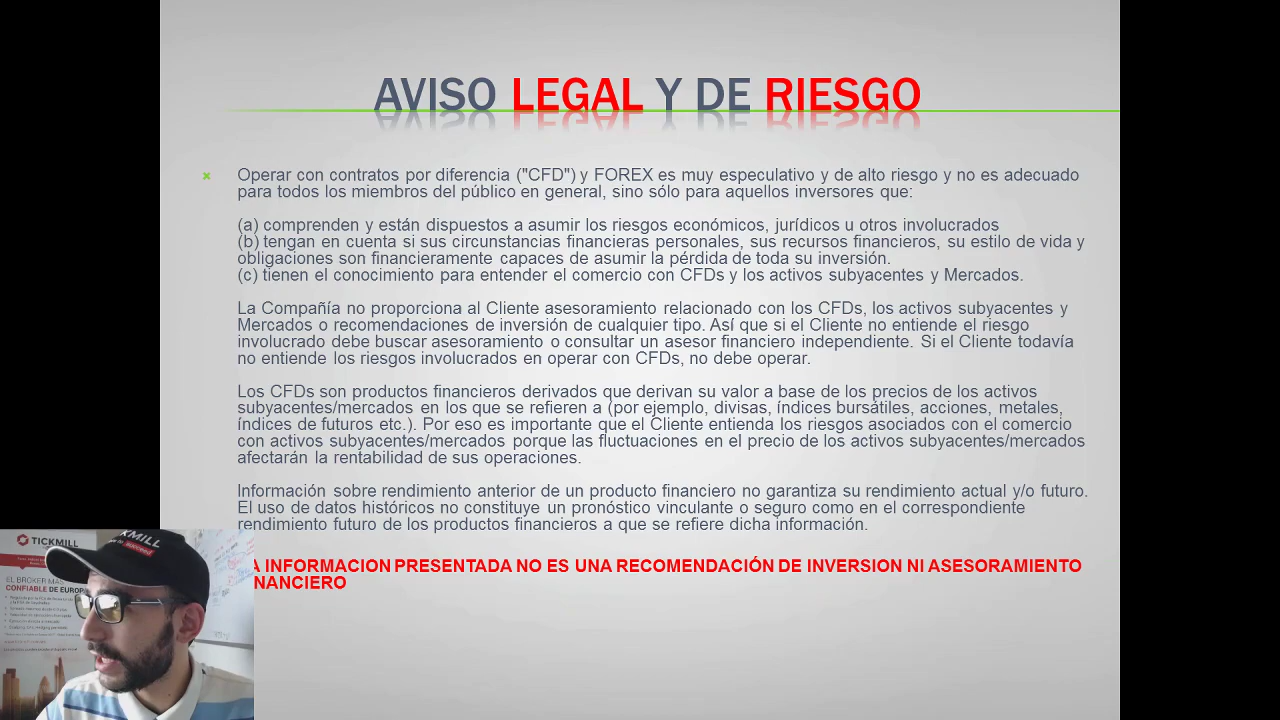 AVISO LEGAL Y DE RIESGO
Operar con contratos por diferencia ("CFD") y FOREX es muy especulativo y de alto riesgo y no es adecuado
para todos los miembros del público en general, sino sólo para aquellos inversores que:
(a) comprenden y están dispuestos a asumir los riesgos económicos, jurídicos u otros involucrados
(b) tengan en cuenta si sus circunstancias financieras personales, sus recursos financieros, su estilo de vida y
obligaciones son financieramente capaces de asumir la pérdida de toda su inversión.
(c) tienen el conocimiento para entender el comercio con CFDs y los activos subyacentes y Mercados.
La Compañía no proporciona al Cliente asesoramiento relacionado con los CFDs, los activos subyacentes y
Mercados o recomendaciones de inversión de cualquier tipo. Así que si el Cliente no entiende el riesgo
involucrado debe buscar asesoramiento o consultar un asesor financiero independiente. Si el Cliente todavía
no entiende los riesgos involucrados en operar con CFDs, no debe operar.
Los CFDs son productos financieros derivados que derivan su valor a base de los precios de los activos
subyacentes/mercados en los que se refieren a (por ejemplo, divisas, índices bursátiles, acciones, metales,
índices de futuros etc.). Por eso es importante que el Cliente entienda los riesgos asociados con el comercio
con activos subyacentes/mercados porque las fluctuaciones en el precio de los activos subyacentes/mercados
afectarán la rentabilidad de sus operaciones.
Información sobre rendimiento anterior de un producto financiero no garantiza su rendimiento actual y/o futuro.
El uso de datos históricos no constituye un pronóstico vinculante o seguro como en el correspondiente
rendimiento futuro de los productos financieros a que se refiere dicha información.
A INFORMACION PRESENTADA NO ES UNA RECOMENDACIÓN DE INVERSION NI ASESORAMIENTO
NANCIERO
TICKMILL
EL BROKER MAS
CONFIABLE DE EUROP
KMILL
succeed